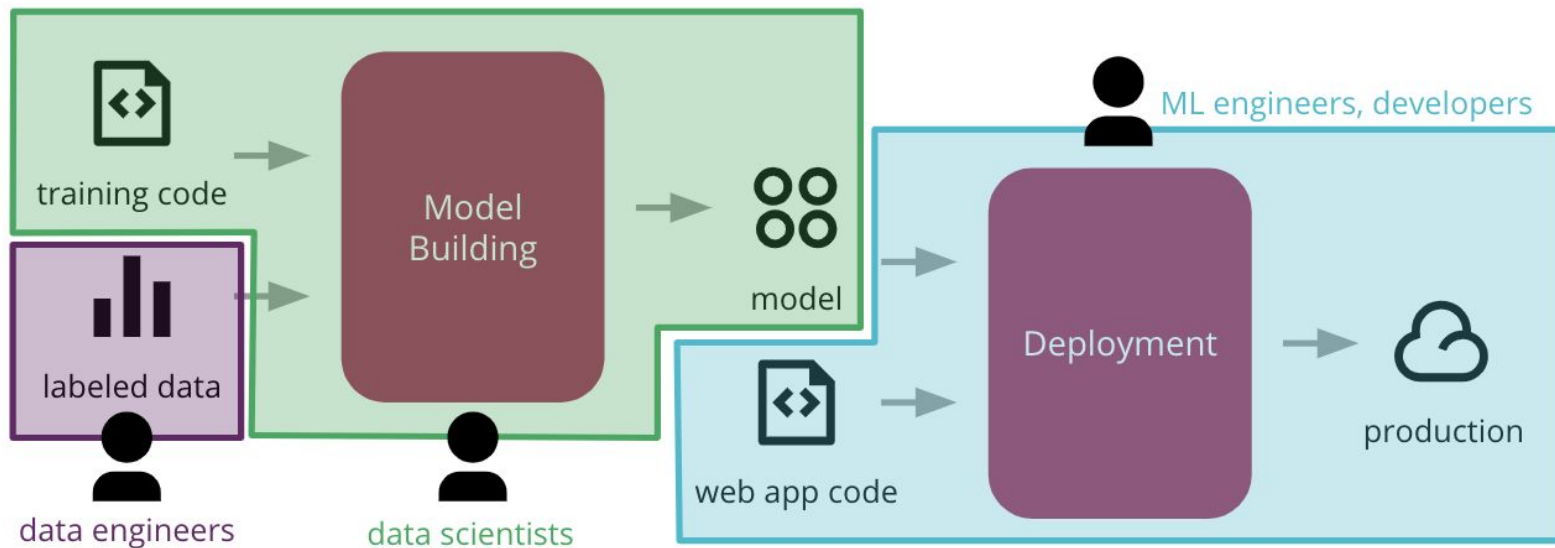 training code
Model
Building
model
labeled data
data engineers
data scientists
ML engineers, developers
web app code
Deployment
production